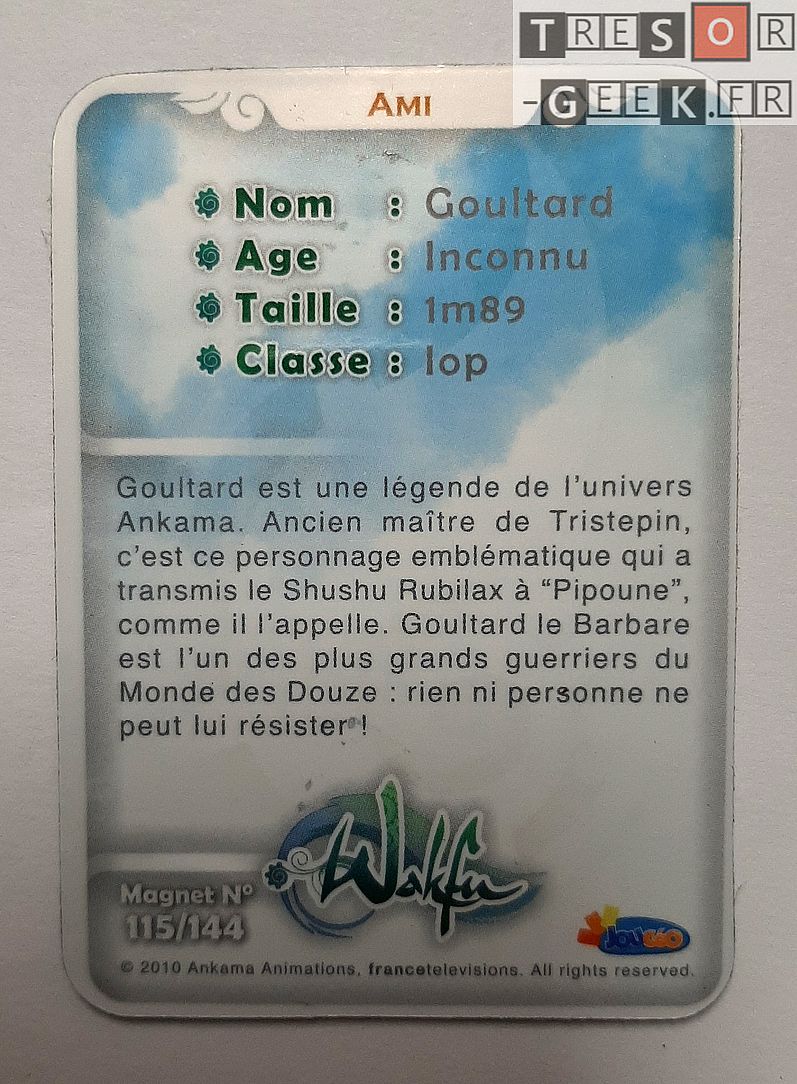 TRESOR
-GEEK.FR
AMI
Nom : Goultard
Age : Inconnu
Taille : 1m89
Classe : Iop
Goultard est une légende de l'univers
Ankama. Ancien maître de Tristepin,
c'est ce personnage emblématique qui a
transmis le Shushu Rubilax à “Pipoune”,
comme il l'appelle. Goultard le Barbare
est l'un des plus grands guerriers du
Monde des Douze : rien ni personne ne
peut lui résister !
Wakfu
Magnet N°
115/144
JOUGÉO
© 2010 Ankama Animations, francetelevisions. All rights reserved.